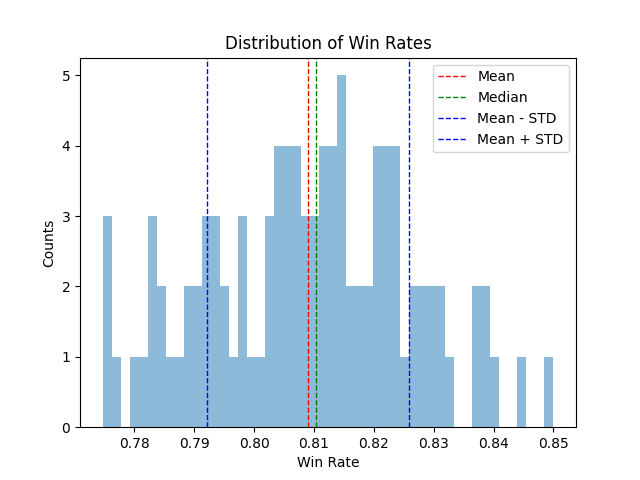 Distribution of Win Rates
Mean
Median
Mean - STD
Mean + STD
Counts
5
4
3
2
1
0
0.78 0.79 0.80 0.81 0.82 0.83 0.84 0.85
Win Rate